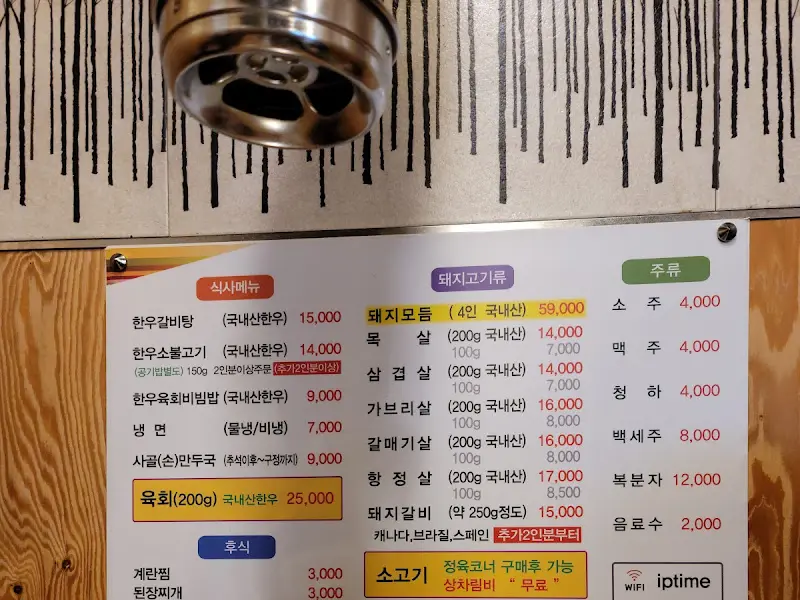 식사메뉴
한우갈비탕 (국내산한우) 15,000
한우소불고기 (국내산한우) 14,000
(공기밥별도) 150g 2인분이상주문 (추가2인분이상)
한우육회비빔밥 (국내산한우) 9,000
냉 면 (물냉/비냉) 7,000
사골(손)만두국 (추석이후~구정까지) 9,000
육회(200g) 국내산한우 25,000
후식
계란찜 3,000
된장찌개 3,000
돼지고기류
돼지모듬 (4인 국내산) 59,000
목 살 (200g 국내산) 14,000
100g 7,000
삼 겹 살 (200g 국내산) 14,000
100g 7,000
가브리살 (200g 국내산) 16,000
100g 8,000
갈매기살 (200g 국내산) 16,000
100g 8,000
항 정 살 (200g 국내산) 17,000
100g 8,500
돼지갈비 (약 250g정도) 15,000
캐나다,브라질,스페인 추가2인분부터
소고기 정육코너 구매후 가능
상차림비 “ 무료 ”
주류
소 주 4,000
맥 주 4,000
청 하 4,000
백세주 8,000
복분자 12,000
음료수 2,000
WiFi iptime